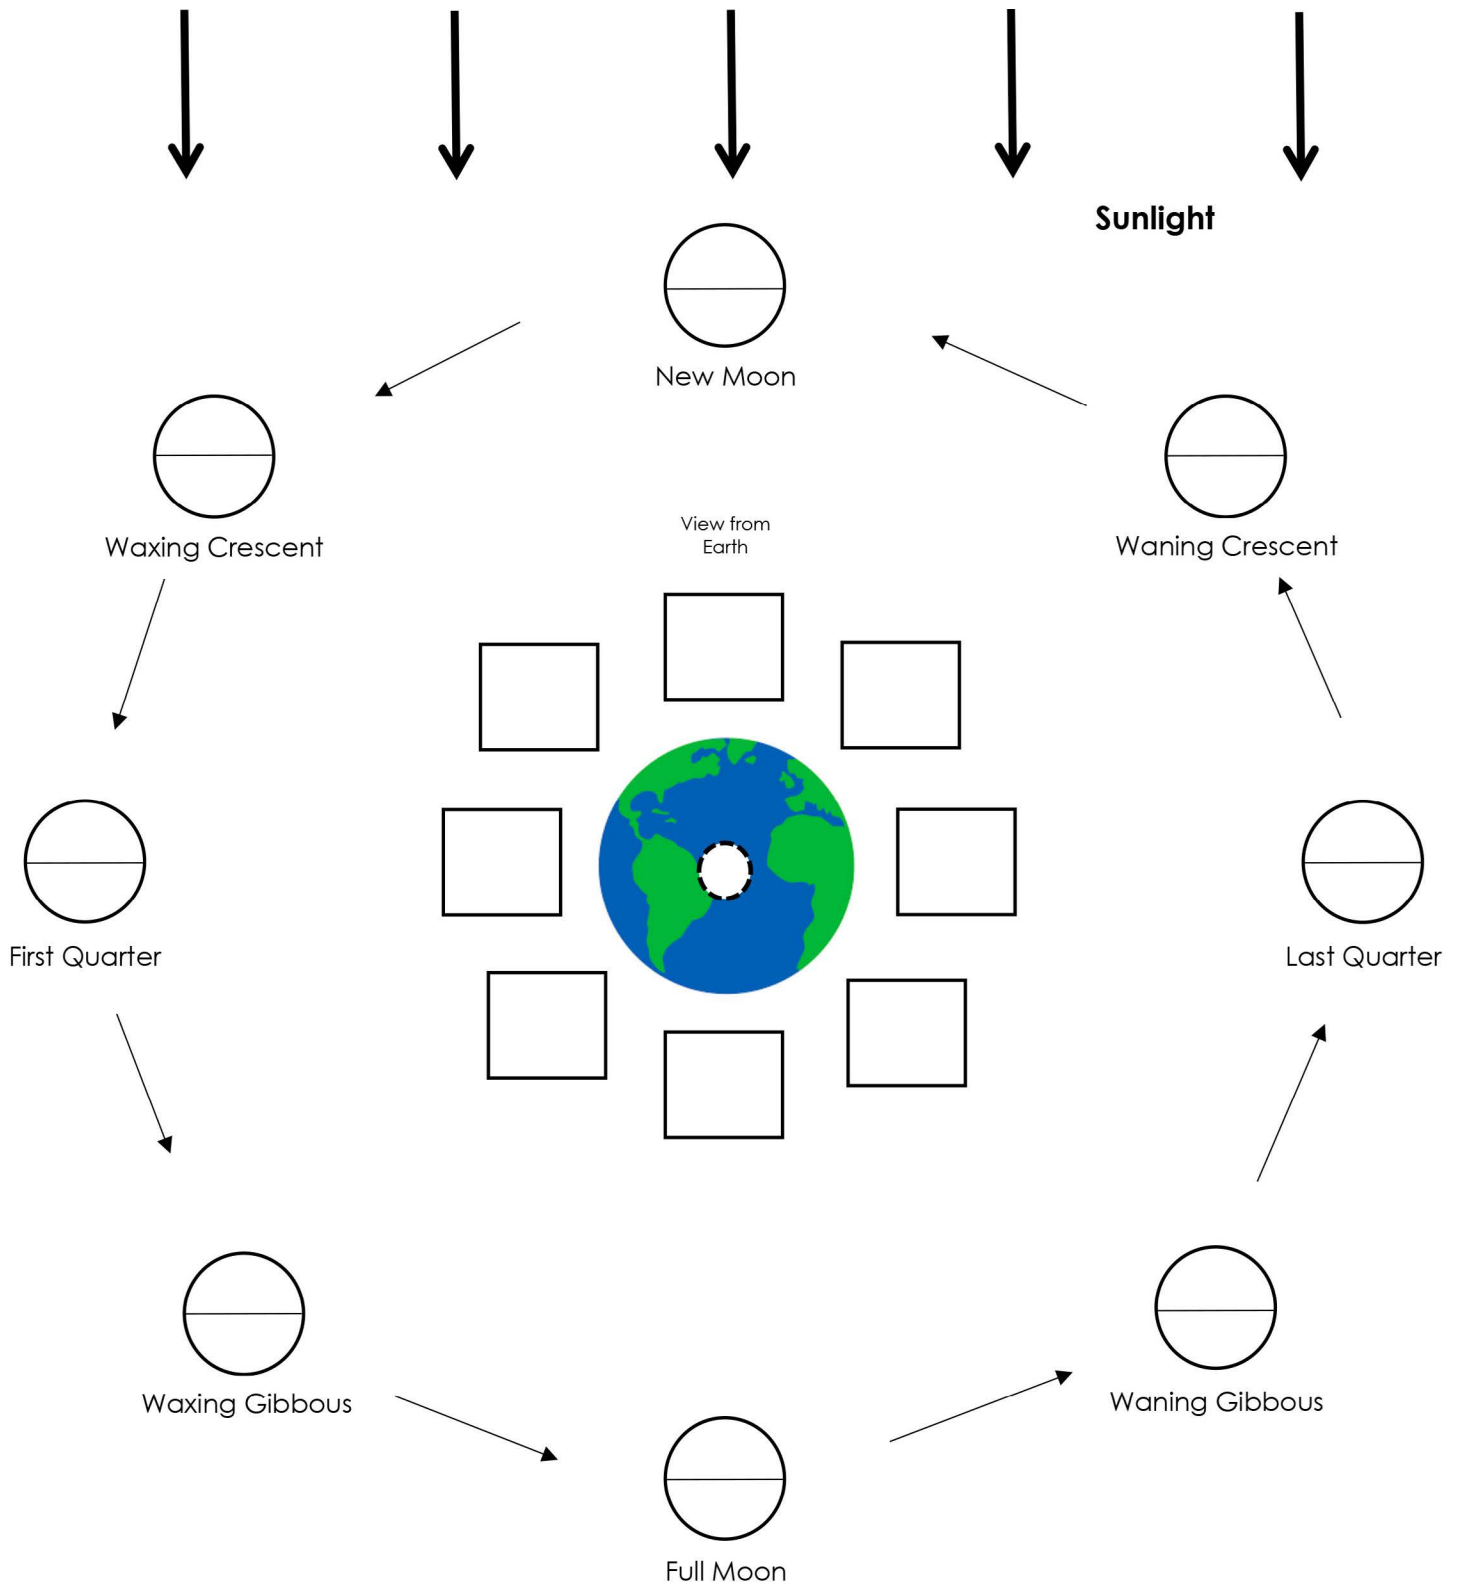 Sunlight
New Moon
Waxing Crescent
Waning Crescent
View from
Earth
First Quarter
Last Quarter
Waxing Gibbous
Waning Gibbous
Full Moon